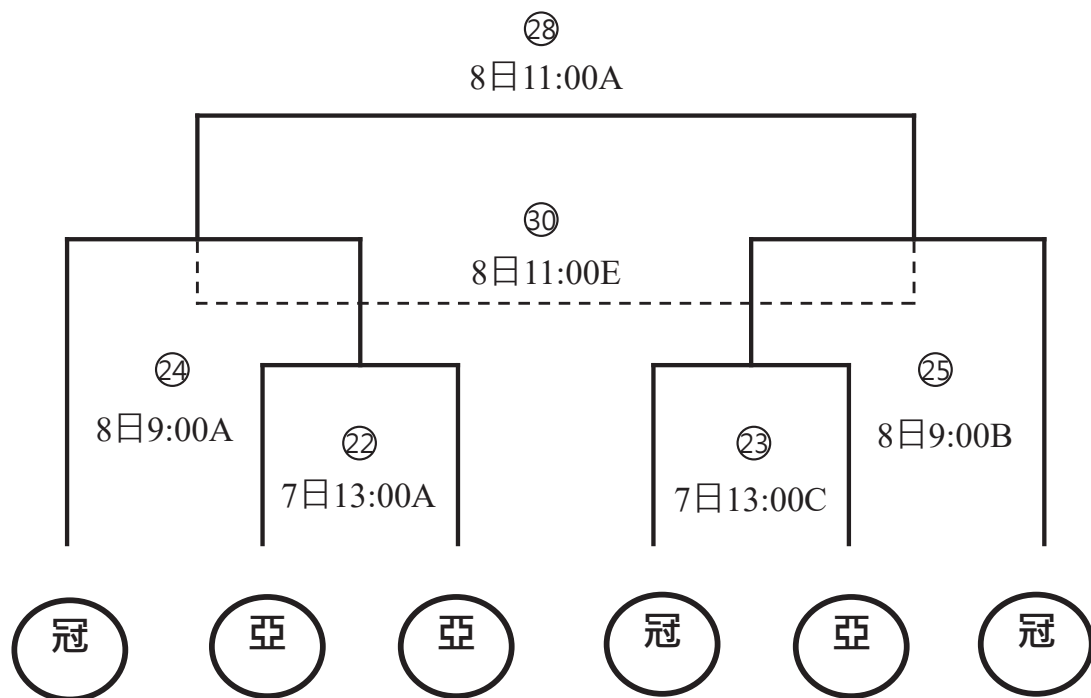 ㉘
8日11:00A
㉚
8日11:00E
㉔
8日9:00A
㉒
7日13:00A
㉓
7日13:00C
㉕
8日9:00B
冠 亞 亞 冠 亞 冠